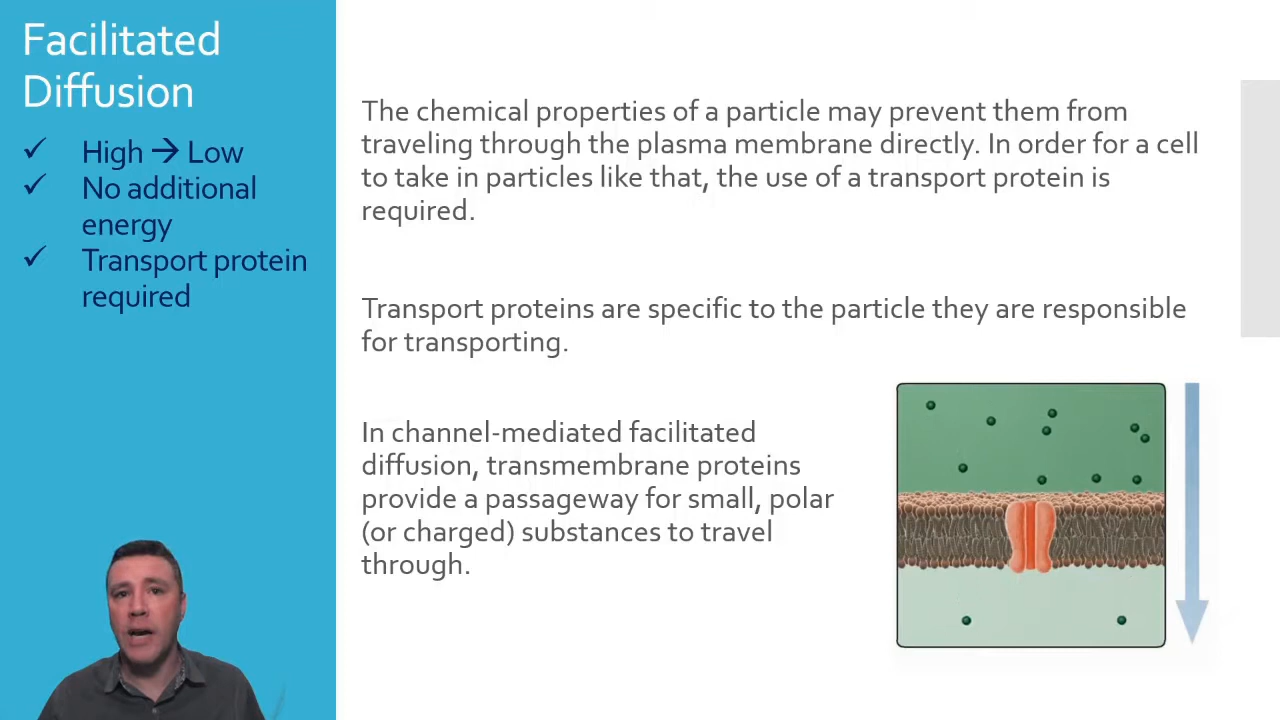 Facilitated
Diffusion
✓ High → Low
✓ No additional
energy
✓ Transport protein
required
The chemical properties of a particle may prevent them from
traveling through the plasma membrane directly. In order for a cell
to take in particles like that, the use of a transport protein is
required.
Transport proteins are specific to the particle they are responsible
for transporting.
In channel-mediated facilitated
diffusion, transmembrane proteins
provide a passageway for small, polar
(or charged) substances to travel
through.